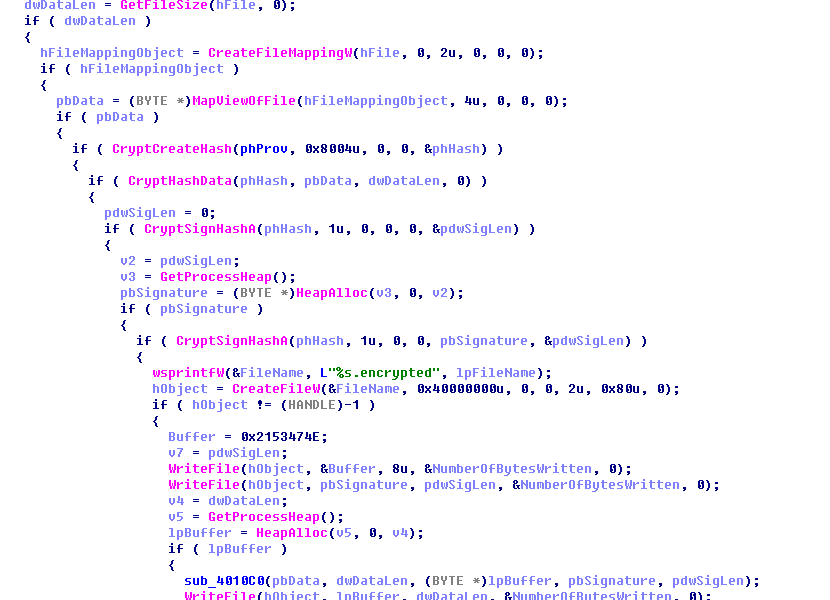 dwDataLen = GetFileSize(hFile, 0);
if ( dwDataLen )
{
hFileMappingObject = CreateFileMappingW(hFile, 0, 2u, 0, 0, 0);
if ( hFileMappingObject )
{
pbData = (BYTE *)MapViewOfFile(hFileMappingObject, 4u, 0, 0, 0);
if ( pbData )
{
if ( CryptCreateHash(phProv, 0x8004u, 0, 0, &phHash) )
{
if ( CryptHashData(phHash, pbData, dwDataLen, 0) )
{
pdwSigLen = 0;
if ( CryptSignHashA(phHash, 1u, 0, 0, 0, &pdwSigLen) )
{
v2 = pdwSigLen;
v3 = GetProcessHeap();
pbSignature = (BYTE *)HeapAlloc(v3, 0, v2);
if ( pbSignature )
{
if ( CryptSignHashA(phHash, 1u, 0, 0, pbSignature, &pdwSigLen) )
{
wsprintfW(&FileName, L"%s.encrypted", lpFileName);
hObject = CreateFileW(&FileName, 0x40000000u, 0, 0, 2u, 0x80u, 0);
if ( hObject != (HANDLE)-1 )
{
Buffer = 0x2153474E;
v7 = pdwSigLen;
WriteFile(hObject, &Buffer, 8u, &NumberOfBytesWritten, 0);
WriteFile(hObject, pbSignature, pdwSigLen, &NumberOfBytesWritten, 0);
v4 = dwDataLen;
v5 = GetProcessHeap();
lpBuffer = HeapAlloc(v5, 0, v4);
if ( lpBuffer )
{
sub_4010C0(pbData, dwDataLen, (BYTE *)lpBuffer, pbSignature, pdwSigLen);
WriteFile(hObject, lpBuffer, dwDataLen, &NumberOfBytesWritten, 0);